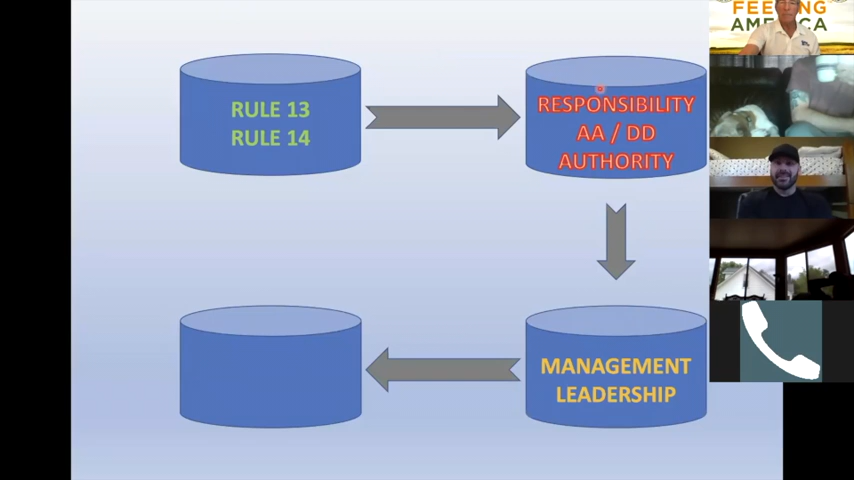 RULE 13
RULE 14
RESPONSIBILITY
AA / DD
AUTHORITY
MANAGEMENT
LEADERSHIP
AMERICA